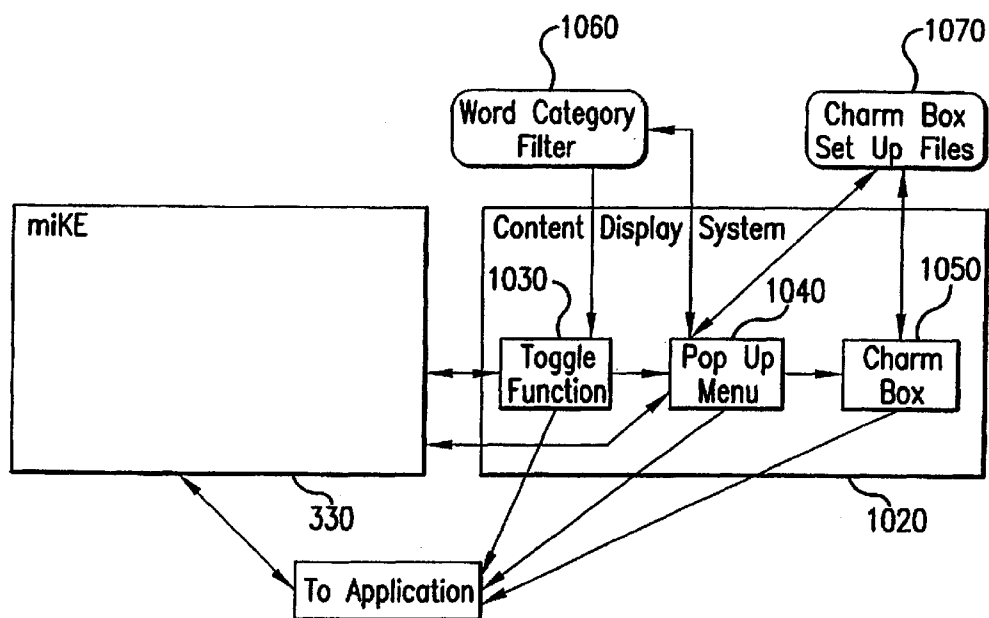 1060
1070
Word Category
Filter
Charm Box
Set Up Files
miKE
Content Display System
1030
1040
1050
Toggle
Function
Pop Up
Menu
Charm
Box
330
1020
To Application